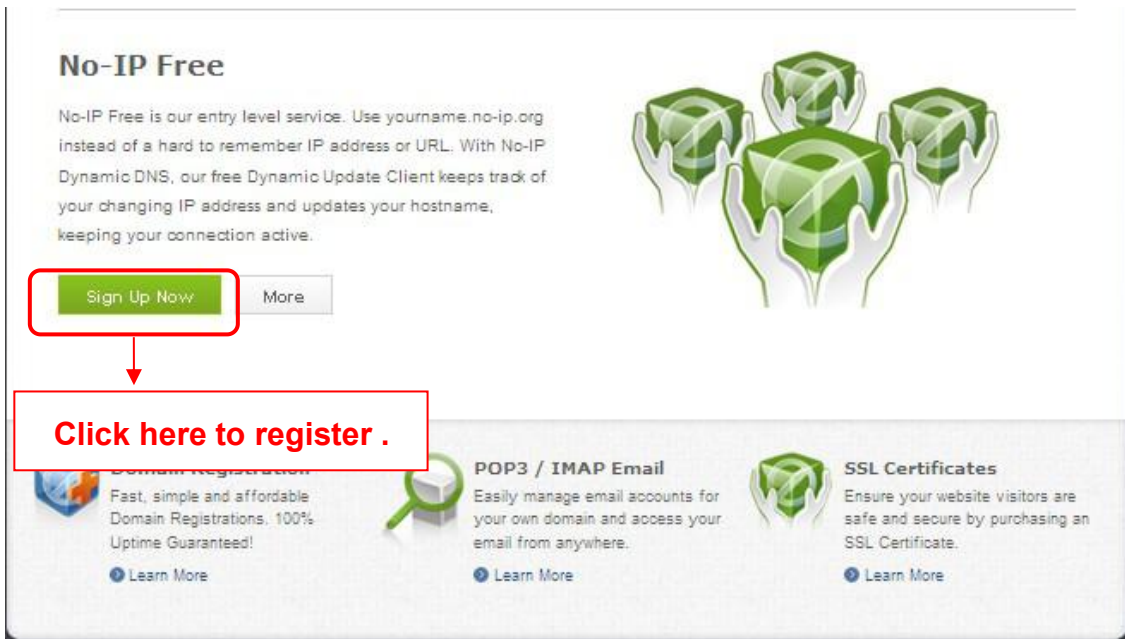 No-IP Free
No-IP Free is our entry level service. Use yourname.no-ip.org
instead of a hard to remember IP address or URL. With No-IP
Dynamic DNS, our free Dynamic Update Client keeps track of
your changing IP address and updates your hostname,
keeping your connection active.
Sign Up Now
More
Click here to register .
Domain Registration
Fast, simple and affordable
Domain Registrations. 100%
Uptime Guaranteed!
Learn More
POP3 / IMAP Email
Easily manage email accounts for
your own domain and access your
email from anywhere.
Learn More
SSL Certificates
Ensure your website visitors are
safe and secure by purchasing an
SSL Certificate.
Learn More